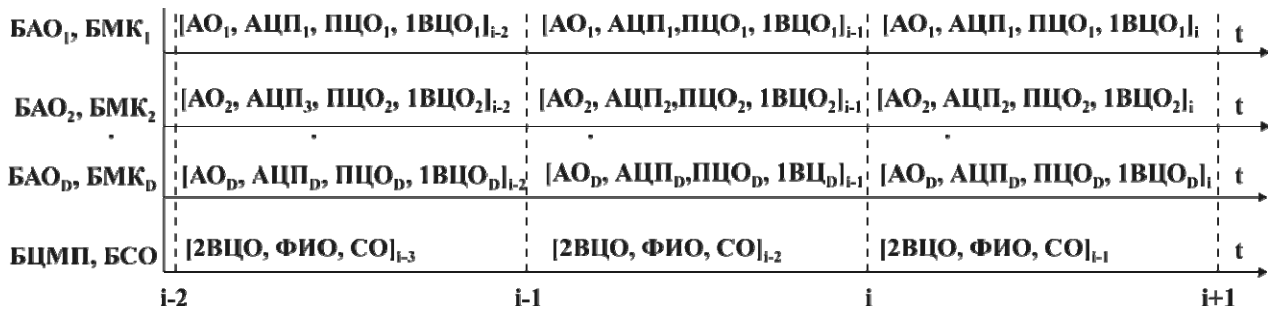 БАО₁, БМК₁ [АО₁, АЦП₁, ПЦО₁, 1ВЦО₁]i-2 [АО₁, АЦП₁,ПЦО₁, 1ВЦО₁]i-1 [АО₁, АЦП₁, ПЦО₁, 1ВЦО₁]i t
БАО₂, БМК₂ [АО₂, АЦП₃, ПЦО₂, 1ВЦО₂]i-2 [АО₂, АЦП₂,ПЦО₂, 1ВЦО₂]i-1 [АО₂, АЦП₂, ПЦО₂, 1ВЦО₂]i t
БАОD, БМКD [АОD, АЦПD, ПЦОD, 1ВЦОD]i-2 [АОD, АЦПD,ПЦОD, 1ВЦD]i-1 [АОD, АЦПD, ПЦОD, 1ВЦОD]i t
БЦМП, БСО [2ВЦО, ФИО, СО]i-3 [2ВЦО, ФИО, СО]i-2 [2ВЦО, ФИО, СО]i-1 t
i-2 i-1 i i+1